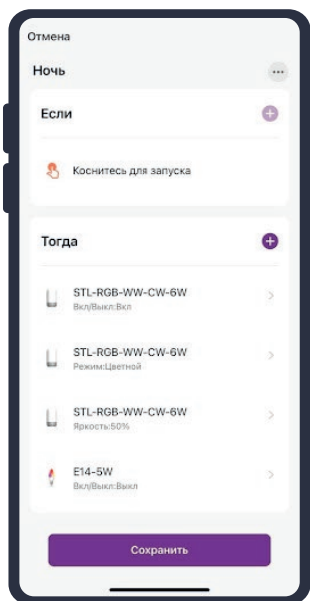 Отмена
Ночь
Если
Коснитесь для запуска
Тогда
STL-RGB-WW-CW-6W
Вкл/Выкл:Вкл
STL-RGB-WW-CW-6W
Режим:Цветной
STL-RGB-WW-CW-6W
Яркость:50%
E14-5W
Вкл/Выкл:Выкл
Сохранить